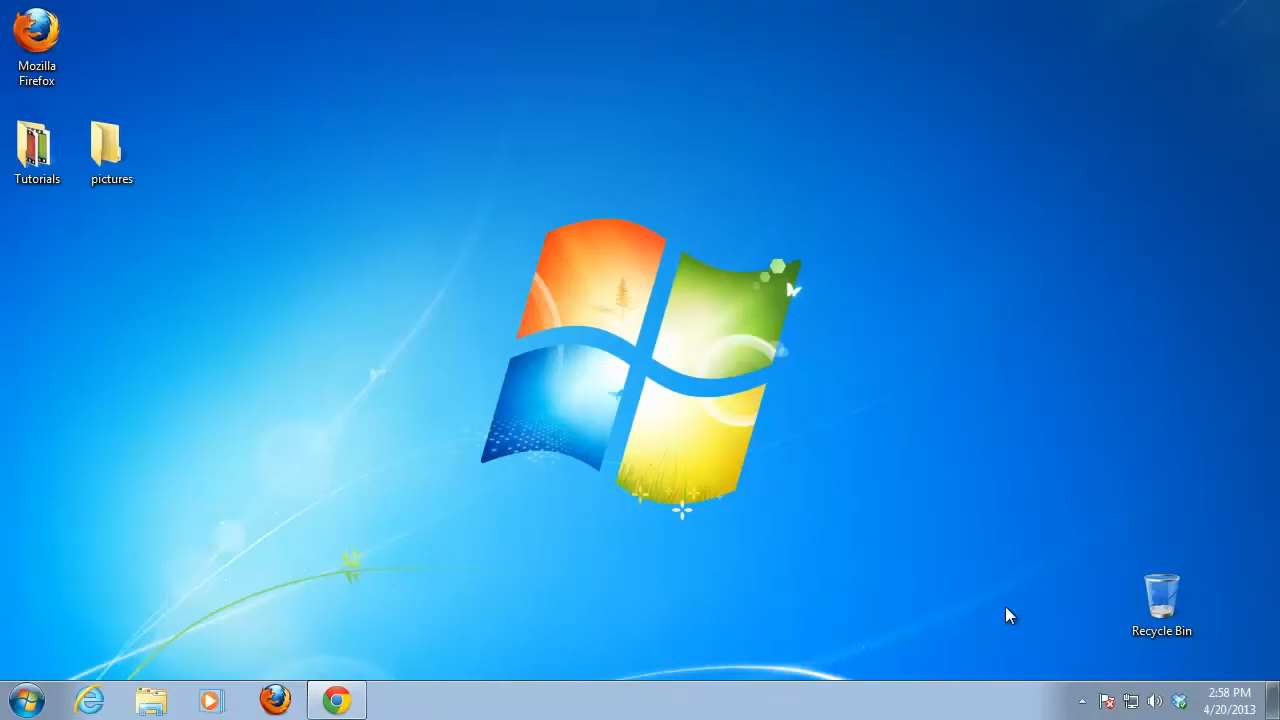 Mozilla
Firefox
Tutorials
pictures
Recycle Bin
2:58 PM
4/20/2013